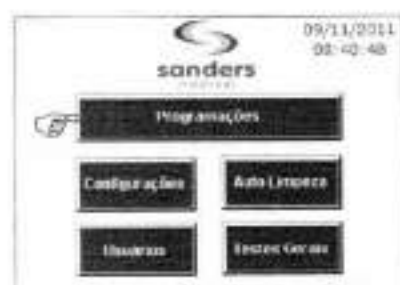 09/11/2011
sanders
Programações
Configurações
Auto Limpeza
Usuários
Testes Gerais